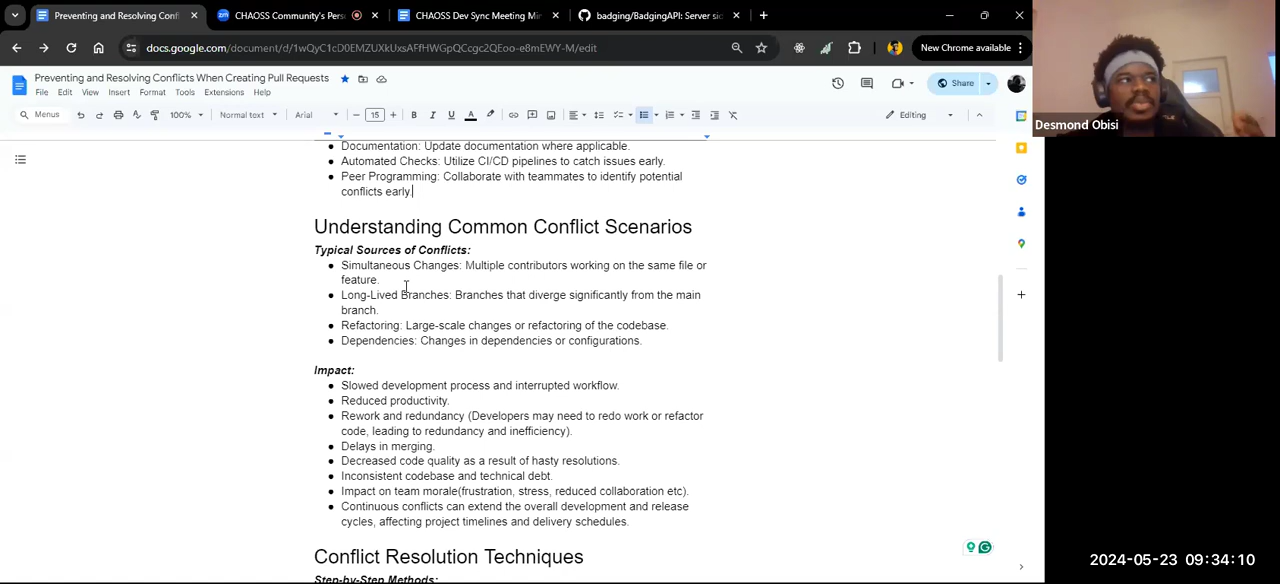 Preventing and Resolving Confl
CHAOSS Community's Pers
CHAOSS Dev Sync Meeting Min
badging/BadgingAPI: Server sid
docs.google.com/document/d/1wQyC1cD0EMZUXkUxsAFfHWGpQCcgc2QEoo-e8mEWY-M/edit
New Chrome available
Preventing and Resolving Conflicts When Creating Pull Requests
File Edit View Insert Format Tools Extensions Help
Share
Menus
100%
Normal text
Arial
15
Editing
Desmond Obisi
Documentation: Update documentation where applicable.
Automated Checks: Utilize CI/CD pipelines to catch issues early.
Peer Programming: Collaborate with teammates to identify potential
conflicts early.
Understanding Common Conflict Scenarios
Typical Sources of Conflicts:
Simultaneous Changes: Multiple contributors working on the same file or
feature.
Long-Lived Branches: Branches that diverge significantly from the main
branch.
Refactoring: Large-scale changes or refactoring of the codebase.
Dependencies: Changes in dependencies or configurations.
Impact:
Slowed development process and interrupted workflow.
Reduced productivity.
Rework and redundancy (Developers may need to redo work or refactor
code, leading to redundancy and inefficiency).
Delays in merging.
Decreased code quality as a result of hasty resolutions.
Inconsistent codebase and technical debt.
Impact on team morale(frustration, stress, reduced collaboration etc).
Continuous conflicts can extend the overall development and release
cycles, affecting project timelines and delivery schedules.
Conflict Resolution Techniques
Step-by-Step Methods:
2024-05-23 09:34:10